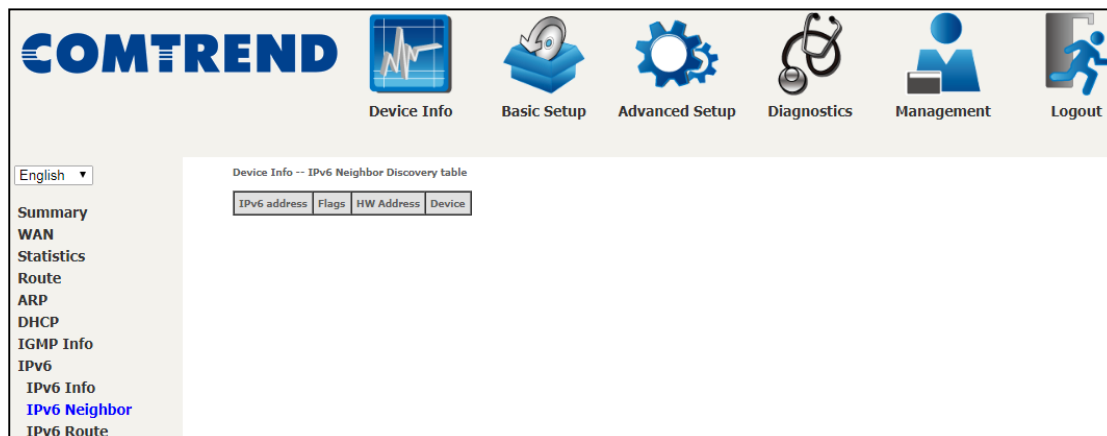 COMTREND
Device Info Basic Setup Advanced Setup Diagnostics Management Logout
English
Device Info -- IPv6 Neighbor Discovery table
IPv6 address Flags HW Address Device
Summary
WAN
Statistics
Route
ARP
DHCP
IGMP Info
IPv6
IPv6 Info
IPv6 Neighbor
IPv6 Route